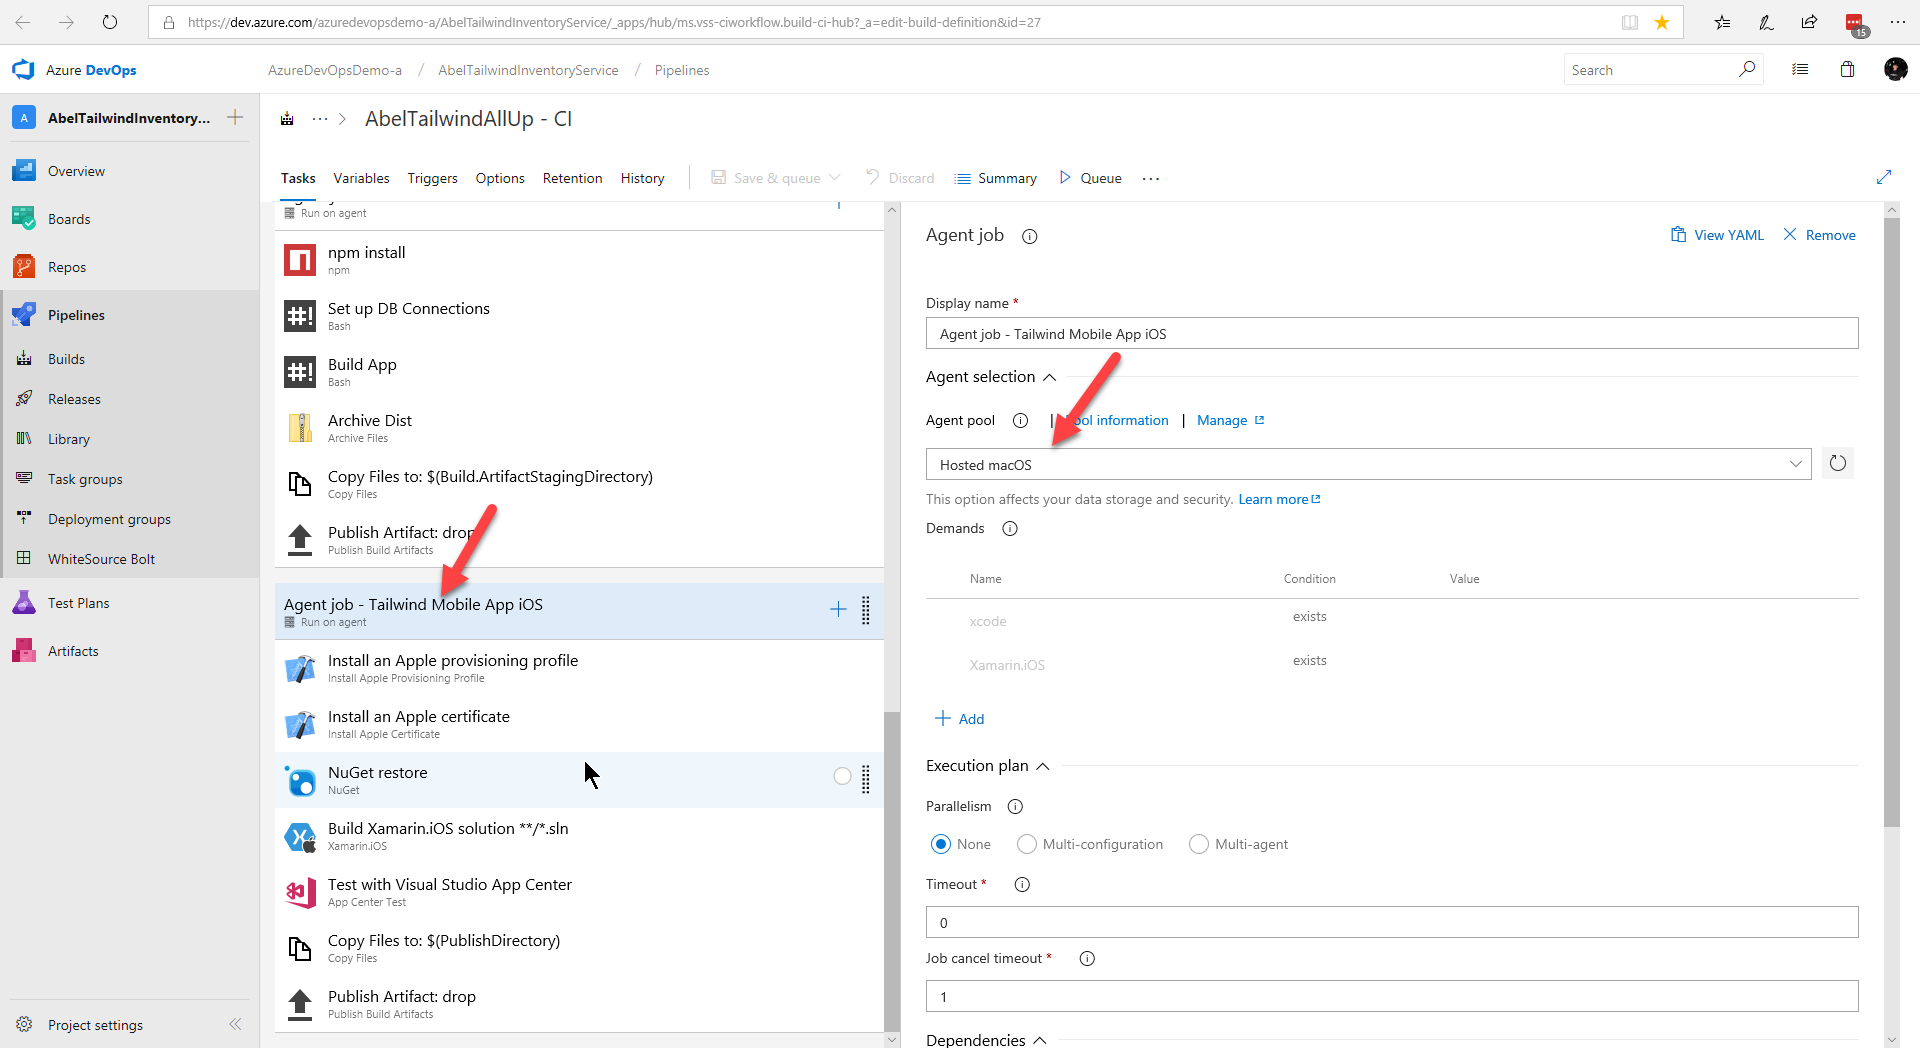 https://dev.azure.com/azuredevopsdemo-a/AbelTailwindInventoryService/_apps/hub/ms.vss-ciworkflow.build-ci-hub?_a=edit-build-definition&id=27
15
Azure DevOps
AzureDevOpsDemo-a / AbelTailwindInventoryService / Pipelines
Search
A
AbelTailwindInventory...
Overview
Boards
Repos
Pipelines
Builds
Releases
Library
Task groups
Deployment groups
WhiteSource Bolt
Test Plans
Artifacts
Project settings
··· > AbelTailwindAllUp - CI
Tasks Variables Triggers Options Retention History Save & queue Discard Summary Queue ···
Run on agent
npm install
npm
Set up DB Connections
Bash
Build App
Bash
Archive Dist
Archive Files
Copy Files to: $(Build.ArtifactStagingDirectory)
Copy Files
Publish Artifact: drop
Publish Build Artifacts
Agent job - Tailwind Mobile App iOS
Run on agent
Install an Apple provisioning profile
Install Apple Provisioning Profile
Install an Apple certificate
Install Apple Certificate
NuGet restore
NuGet
Build Xamarin.iOS solution **/*.sln
Xamarin.iOS
Test with Visual Studio App Center
App Center Test
Copy Files to: $(PublishDirectory)
Copy Files
Publish Artifact: drop
Publish Build Artifacts
Agent job
View YAML Remove
Display name *
Agent job - Tailwind Mobile App iOS
Agent selection
Agent pool | information | Manage
Hosted macOS
This option affects your data storage and security. Learn more
Demands
Name Condition Value
xcode exists
Xamarin.iOS exists
+ Add
Execution plan
Parallelism
None Multi-configuration Multi-agent
Timeout *
0
Job cancel timeout *
1
Dependencies